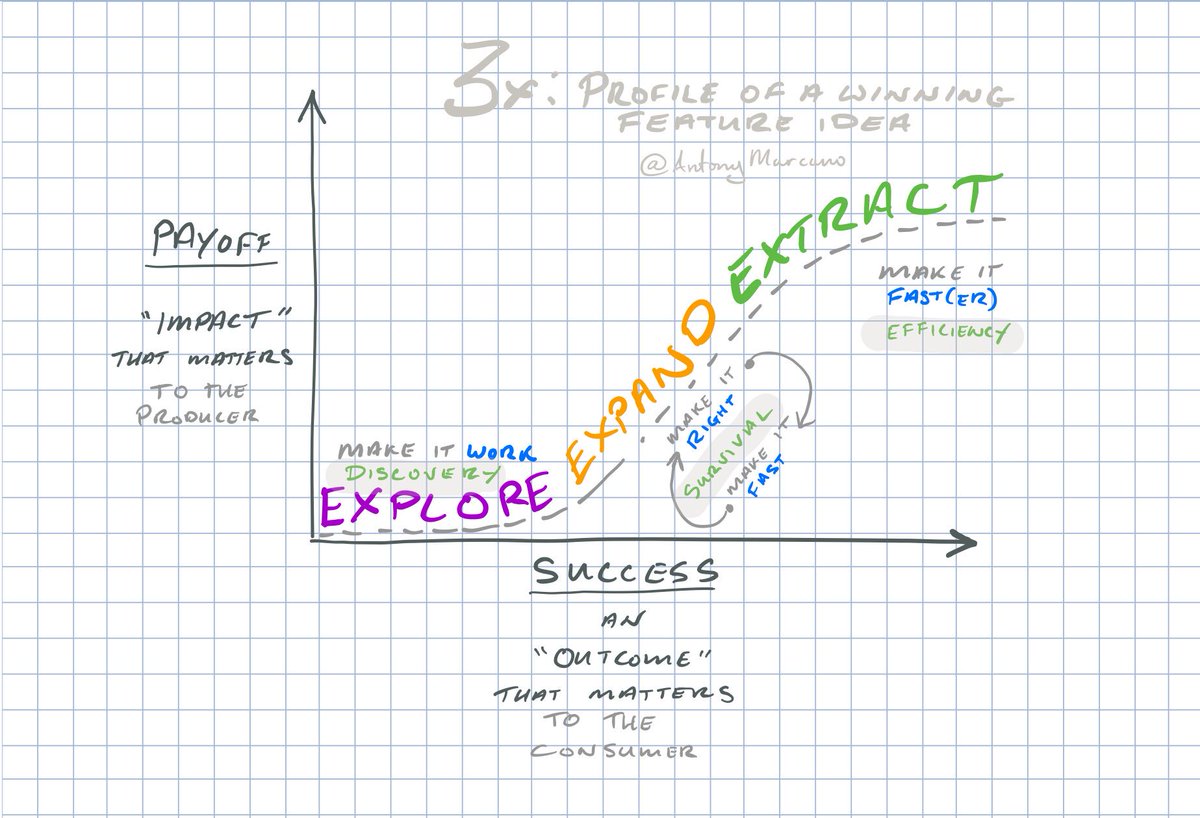 3x: PROFILE OF A WINNING
FEATURE IDEA
@AntonyMarcano
PAYOFF
"IMPACT"
THAT MATTERS
TO THE
PRODUCER
MAKE IT WORK
DISCOVERY
EXPLORE
EXPAND
MAKE IT
RIGHT
SURVIVAL
MAKE IT
FAST
EXTRACT
MAKE IT
FAST(ER)
EFFICIENCY
SUCCESS
AN
"OUTCOME"
THAT MATTERS
TO THE
CONSUMER